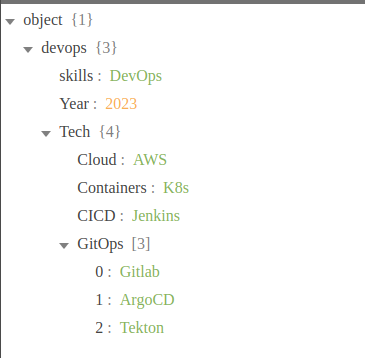 object {1}
devops {3}
skills : DevOps
Year : 2023
Tech {4}
Cloud : AWS
Containers : K8s
CICD : Jenkins
GitOps [3]
0 : Gitlab
1 : ArgoCD
2 : Tekton